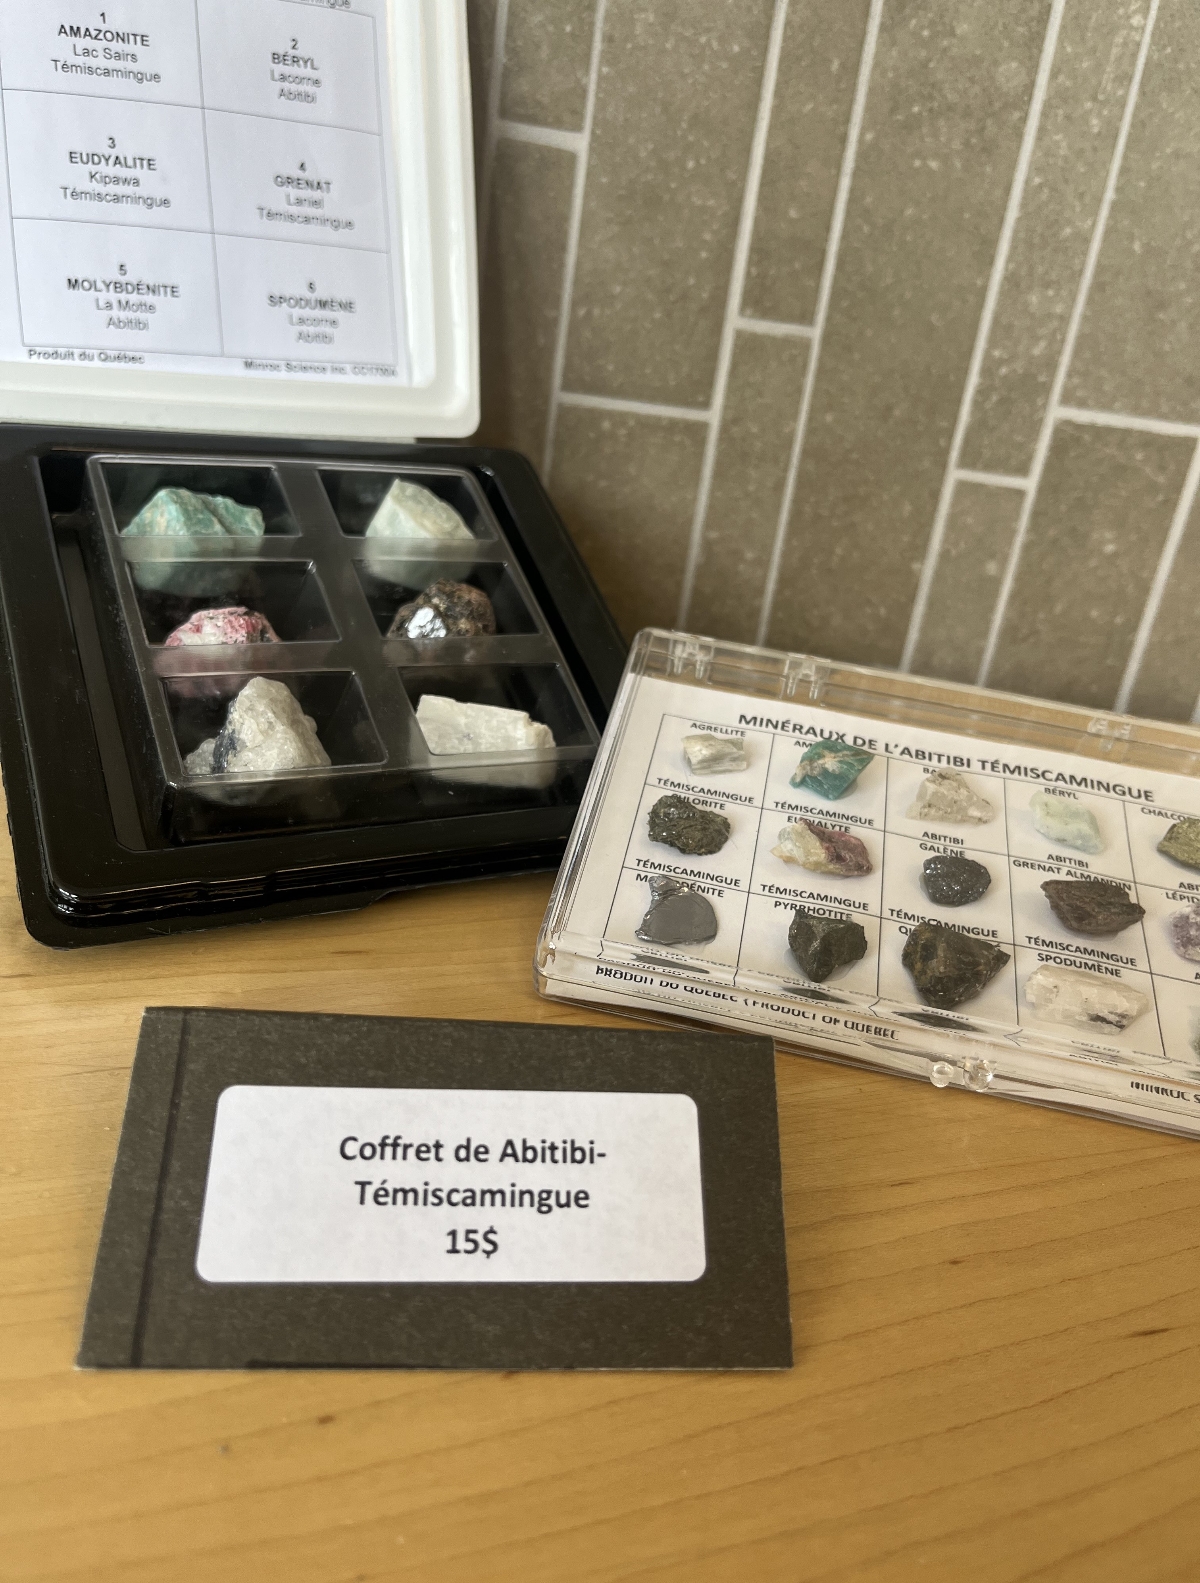 1
AMAZONITE
Lac Sairs
Témiscamingue
2
BÉRYL
Lacorne
Abitibi
3
EUDYALITE
Kipawa
Témiscamingue
4
GRENAT
Laniel
Témiscamingue
5
MOLYBDÉNITE
La Motte
Abitibi
6
SPODUMÈNE
Lacorne
Abitibi
Produit du Québec
Minroc Science Inc.
MINÉRAUX DE L'ABITIBI TÉMISCAMINGUE
AGRELLITE
TÉMISCAMINGUE
TÉMISCAMINGUE
BÉRYL
ABITIBI
ABITIBI
TÉMISCAMINGUE
TÉMISCAMINGUE
GALÈNE
TÉMISCAMINGUE
GRENAT ALMANDIN
TÉMISCAMINGUE
PYRRHOTITE
SPODUMÈNE
PRODUIT DU QUÉBEC / PRODUCT OF QUEBEC
Coffret de Abitibi-
Témiscamingue
15$